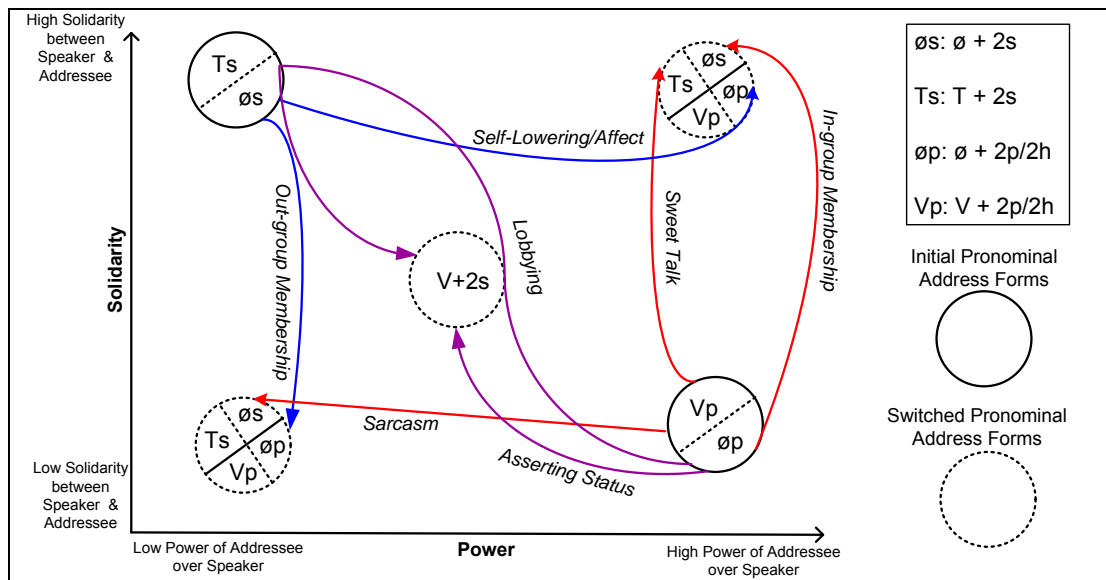 High Solidarity
between
Speaker &
Addressee
Ts
øs
øs
Ts
øp
Vp
Self-Lowering/Affect
Out-group Membership
Lobbying
Sweet Talk
In-group Membership
Solidarity
V+2s
øs
Ts
øp
Vp
Sarcasm
Vp
øp
Asserting Status
Low Solidarity
between
Speaker &
Addressee
Low Power of Addressee
over Speaker
Power
High Power of Addressee
over Speaker
øs: ø + 2s
Ts: T + 2s
øp: ø + 2p/2h
Vp: V + 2p/2h
Initial Pronominal
Address Forms
Switched Pronominal
Address Forms